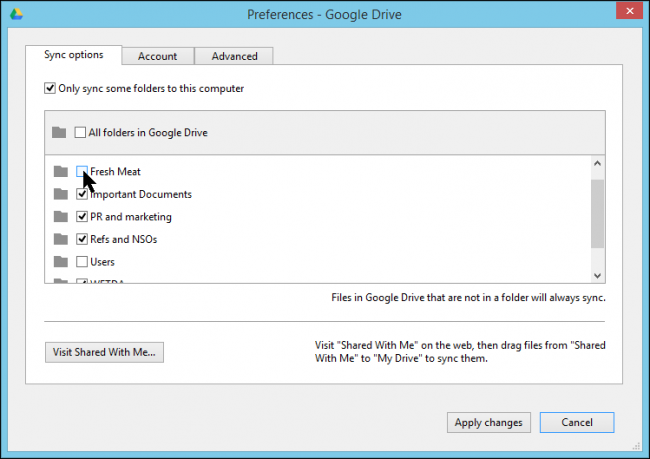 Preferences - Google Drive
Sync options
Account
Advanced
Only sync some folders to this computer
All folders in Google Drive
Fresh Meat
Important Documents
PR and marketing
Refs and NSOs
Users
Files in Google Drive that are not in a folder will always sync.
Visit Shared With Me...
Visit "Shared With Me" on the web, then drag files from "Shared
With Me" to "My Drive" to sync them.
Apply changes
Cancel